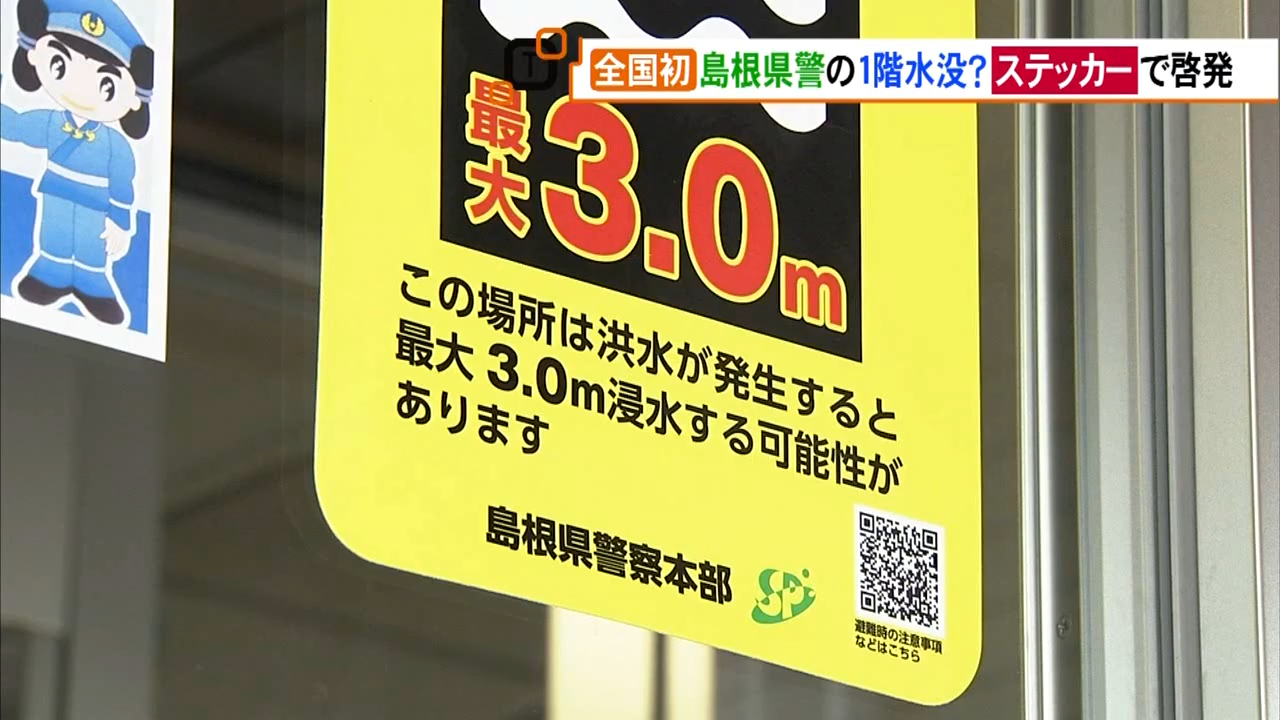 全国初 島根県警の1階水没?ステッカーで啓発
最大3.0m
この場所は洪水が発生すると
最大3.0m浸水する可能性が
あります
島根県警察本部
SP
避難時の注意事項
などはこちら